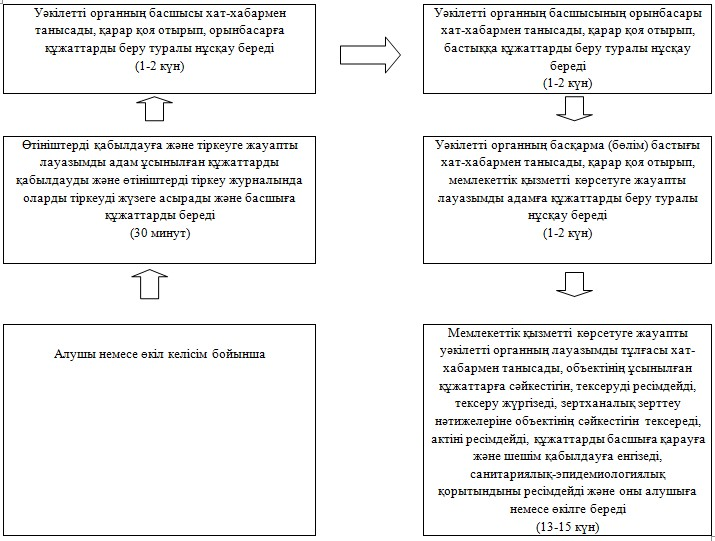 Уәкілетті органның басшысы хат-хабармен
танысады, қарар қоя отырып, орынбасарға
құжаттарды беру туралы нұсқау береді
(1-2 күн)
Уәкілетті органның басшысының орынбасары
хат-хабармен танысады, қарар қоя отырып,
бастыққа құжаттарды беру туралы нұсқау
береді
(1-2 күн)
Өтініштерді қабылдауға және тіркеуге жауапты
лауазымды адам ұсынылған құжаттарды
қабылдауды және өтініштерді тіркеу журналында
оларды тіркеуді жүзеге асырады және басшыға
құжаттарды береді
(30 минут)
Уәкілетті органның басқарма (бөлім) бастығы
хат-хабармен танысады, қарар қоя отырып,
мемлекеттік қызметті көрсетуге жауапты
лауазымды адамға құжаттарды беру туралы
нұсқау береді
(1-2 күн)
Алушы немесе өкіл келісім бойынша
Мемлекеттік қызметті көрсетуге жауапты
уәкілетті органның лауазымды тұлғасы хат-
хабармен танысады, объектінің ұсынылған
құжаттарға сәйкестігін, тексеруді ресімдейді,
тексеру жүргізеді, зертханалық зерттеу
нәтижелеріне объектінің сәйкестігін тексереді,
актіні ресімдейді, құжаттарды басшыға қарауға
және шешім қабылдауға енгізеді,
санитариялық-эпидемиологиялық
қорытындыны ресімдейді және оны алушыға
немесе өкілге береді
(13-15 күн)